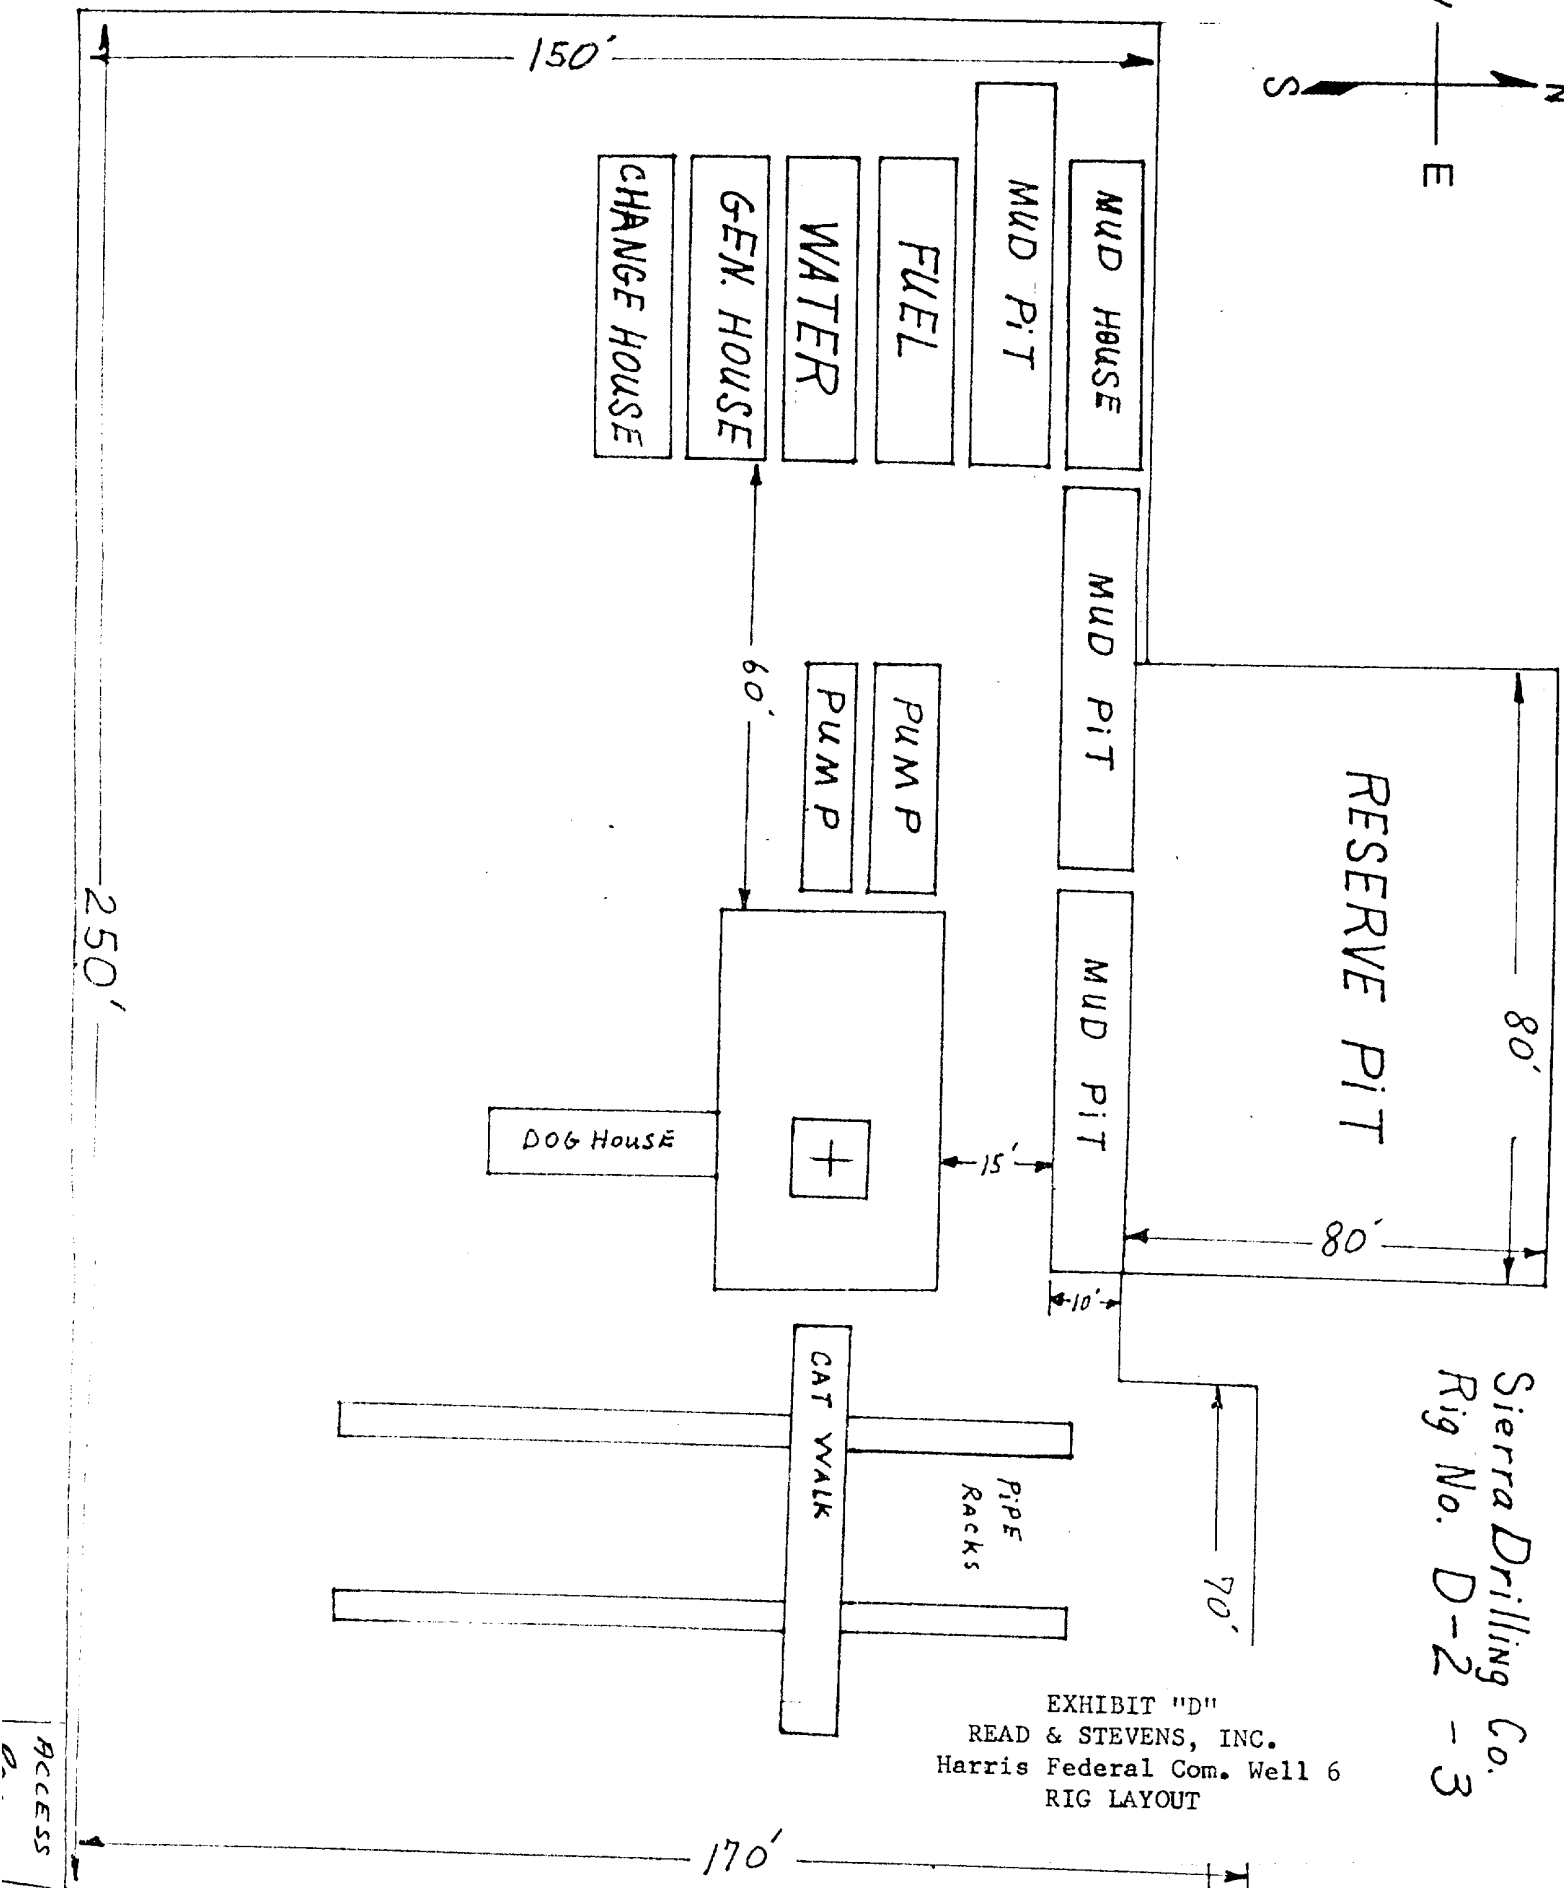 N
S
E
150'
MUD HOUSE
MUD PiT
FUEL
WATER
GEN. HOUSE
CHANGE HOUSE
MUD PiT
PUMP
PUMP
60'
RESERVE PiT
80'
80'
MUD PiT
15'
10'
DOG HOUSE
250'
CAT WALK
PiPE
RACKS
70'
Sierra Drilling Co.
Rig No. D-2-3
EXHIBIT "D"
READ & STEVENS, INC.
Harris Federal Com. Well 6
RIG LAYOUT
170'
ACCESS